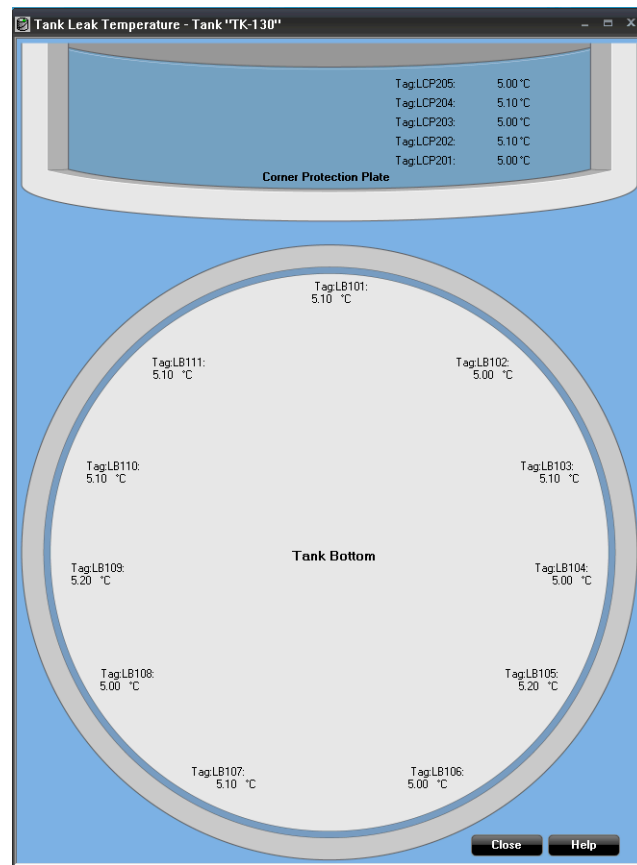 Tank Leak Temperature - Tank "TK-130"
Tag:LCP205: 5.00 °C
Tag:LCP204: 5.10 °C
Tag:LCP203: 5.00 °C
Tag:LCP202: 5.10 °C
Tag:LCP201: 5.00 °C
Corner Protection Plate
Tag:LB101:
5.10 °C
Tag:LB111:
5.10 °C
Tag:LB102:
5.00 °C
Tag:LB110:
5.10 °C
Tag:LB103:
5.10 °C
Tank Bottom
Tag:LB109:
5.20 °C
Tag:LB104:
5.00 °C
Tag:LB108:
5.00 °C
Tag:LB105:
5.20 °C
Tag:LB107:
5.10 °C
Tag:LB106:
5.00 °C
Close Help